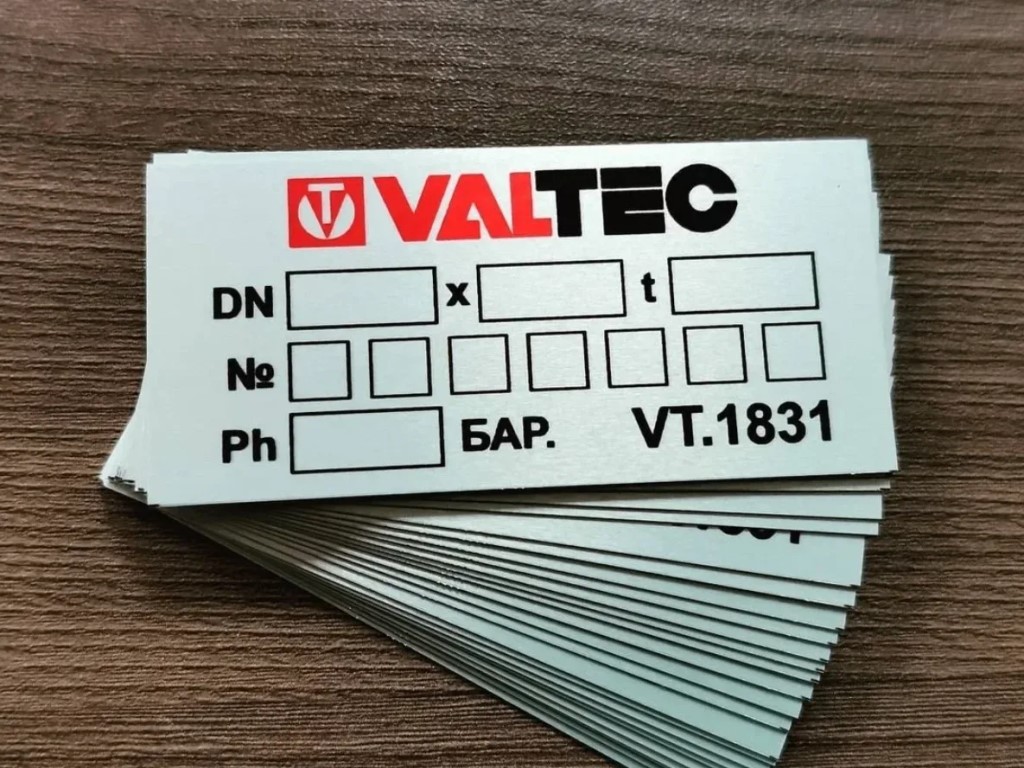 VALTEC
DN x t
№
Ph БАР. VT.1831